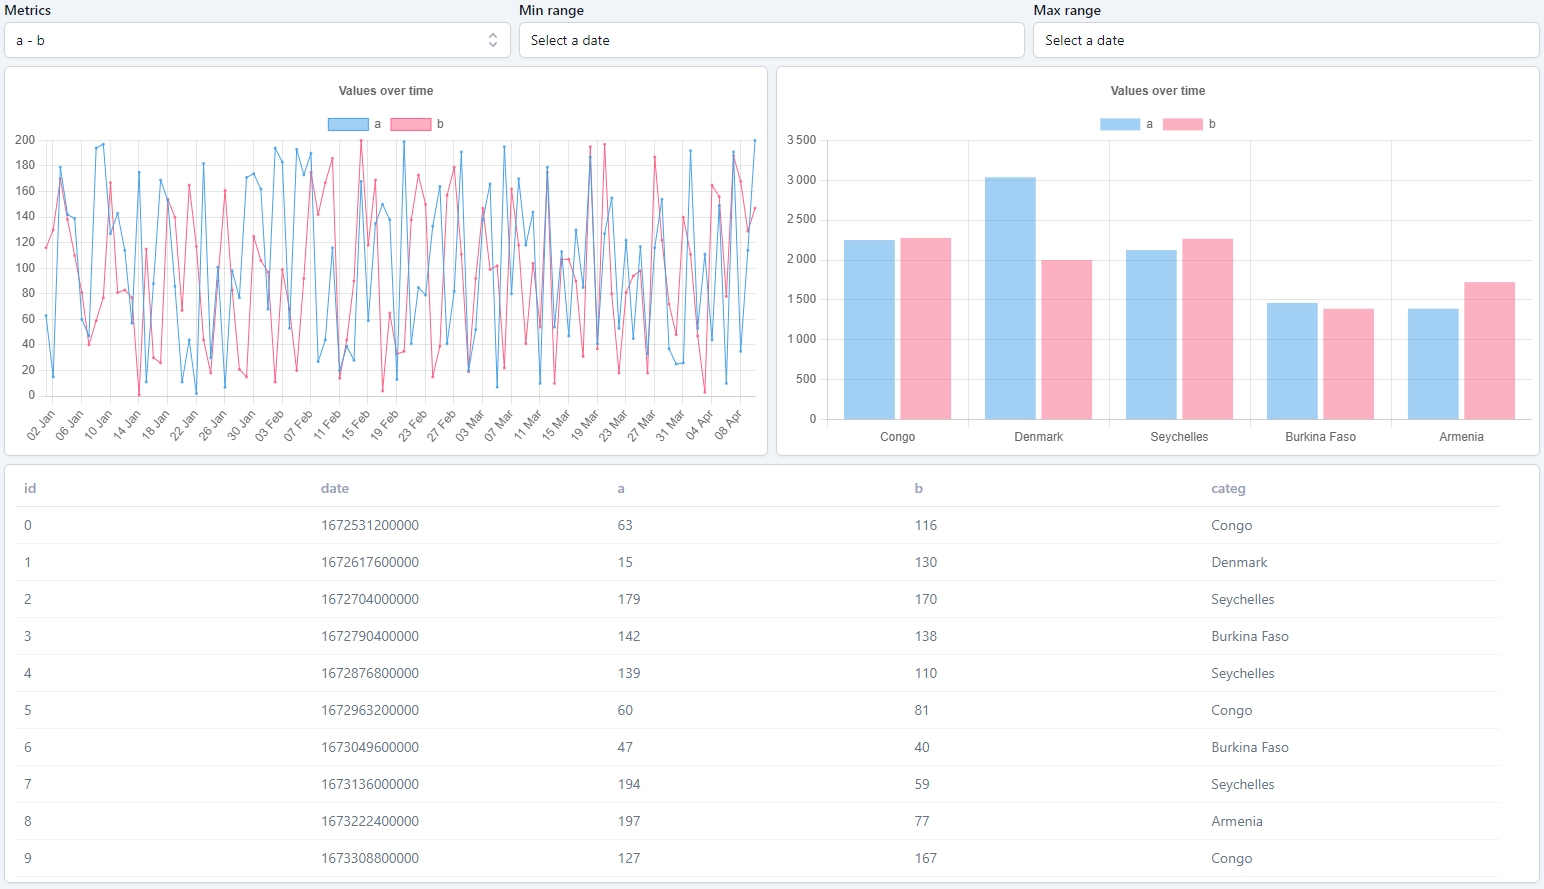 Metrics Min range Max range
a - b Select a date Select a date
Values over time
a b
200
180
160
140
120
100
80
60
40
20
0
02 Jan 06 Jan 10 Jan 14 Jan 18 Jan 22 Jan 26 Jan 30 Jan 03 Feb 07 Feb 11 Feb 15 Feb 19 Feb 23 Feb 27 Feb 03 Mar 07 Mar 11 Mar 15 Mar 19 Mar 23 Mar 27 Mar 31 Mar 04 Apr 08 Apr
Values over time
a b
3 500
3 000
2 500
2 000
1 500
1 000
500
0
Congo Denmark Seychelles Burkina Faso Armenia
id date a b categ
0 1672531200000 63 116 Congo
1 1672617600000 15 130 Denmark
2 1672704000000 179 170 Seychelles
3 1672790400000 142 138 Burkina Faso
4 1672876800000 139 110 Seychelles
5 1672963200000 60 81 Congo
6 1673049600000 47 40 Burkina Faso
7 1673136000000 194 59 Seychelles
8 1673222400000 197 77 Armenia
9 1673308800000 127 167 Congo